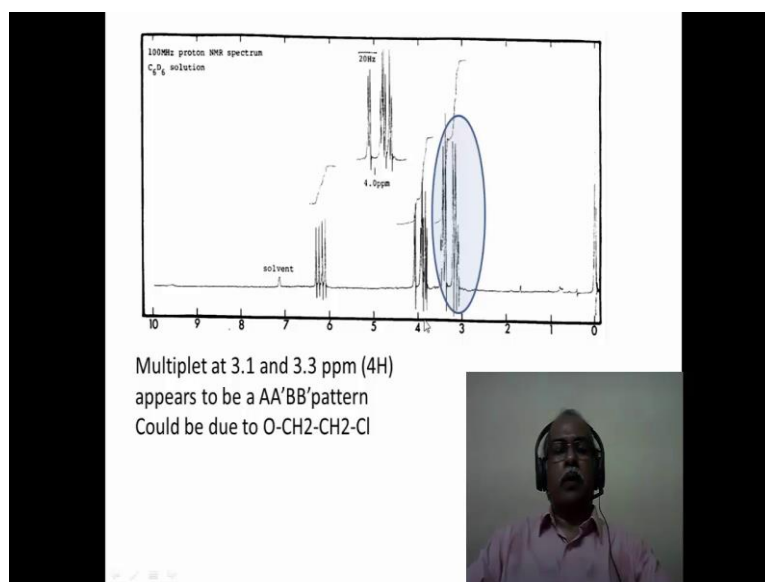 100MHz proton NMR spectrum
C₆D₆ solution
20Hz
4.0ppm
solvent
10 9 8 7 6 5 4 3 2 1 0
Multiplet at 3.1 and 3.3 ppm (4H)
appears to be a AA'BB'pattern
Could be due to O-CH2-CH2-Cl